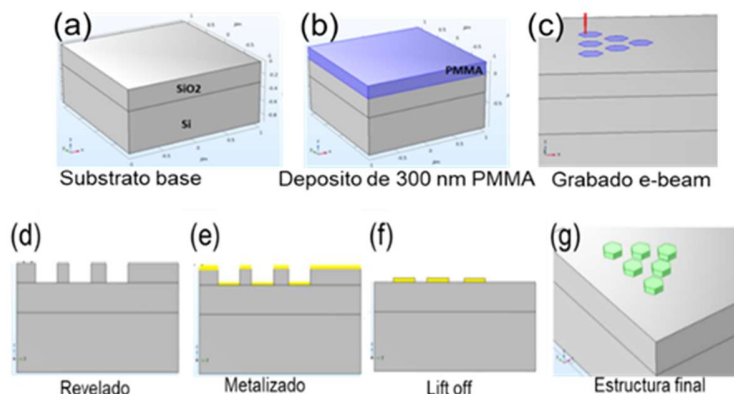 (a)
SiO2
Si
Substrato base
(b)
PMMA
Deposito de 300 nm PMMA
(c)
Grabado e-beam
(d)
Revelado
(e)
Metalizado
(f)
Lift off
(g)
Estructura final